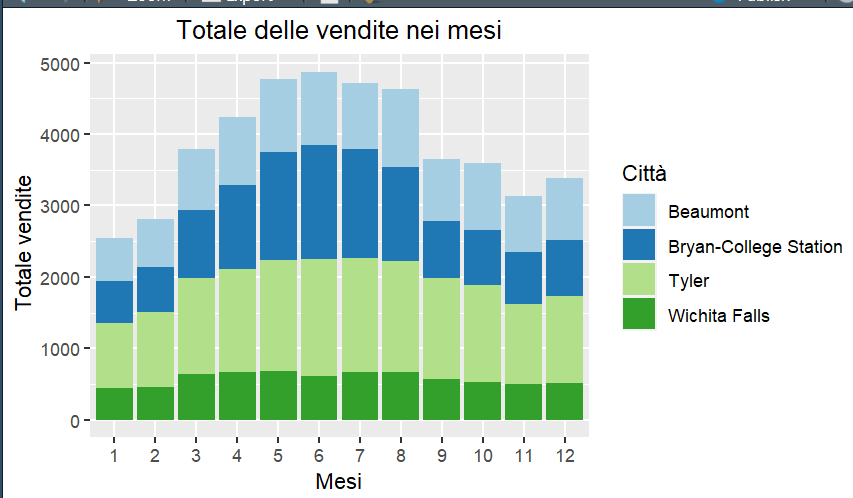 Totale delle vendite nei mesi
5000
4000
3000
2000
1000
0
Totale vendite
1 2 3 4 5 6 7 8 9 10 11 12
Mesi
Città
Beaumont
Bryan-College Station
Tyler
Wichita Falls